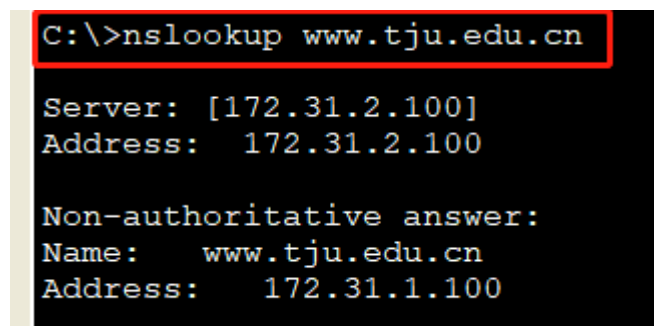 C:\>nslookup www.tju.edu.cn
Server: [172.31.2.100]
Address:  172.31.2.100
Non-authoritative answer:
Name:   www.tju.edu.cn
Address:   172.31.1.100